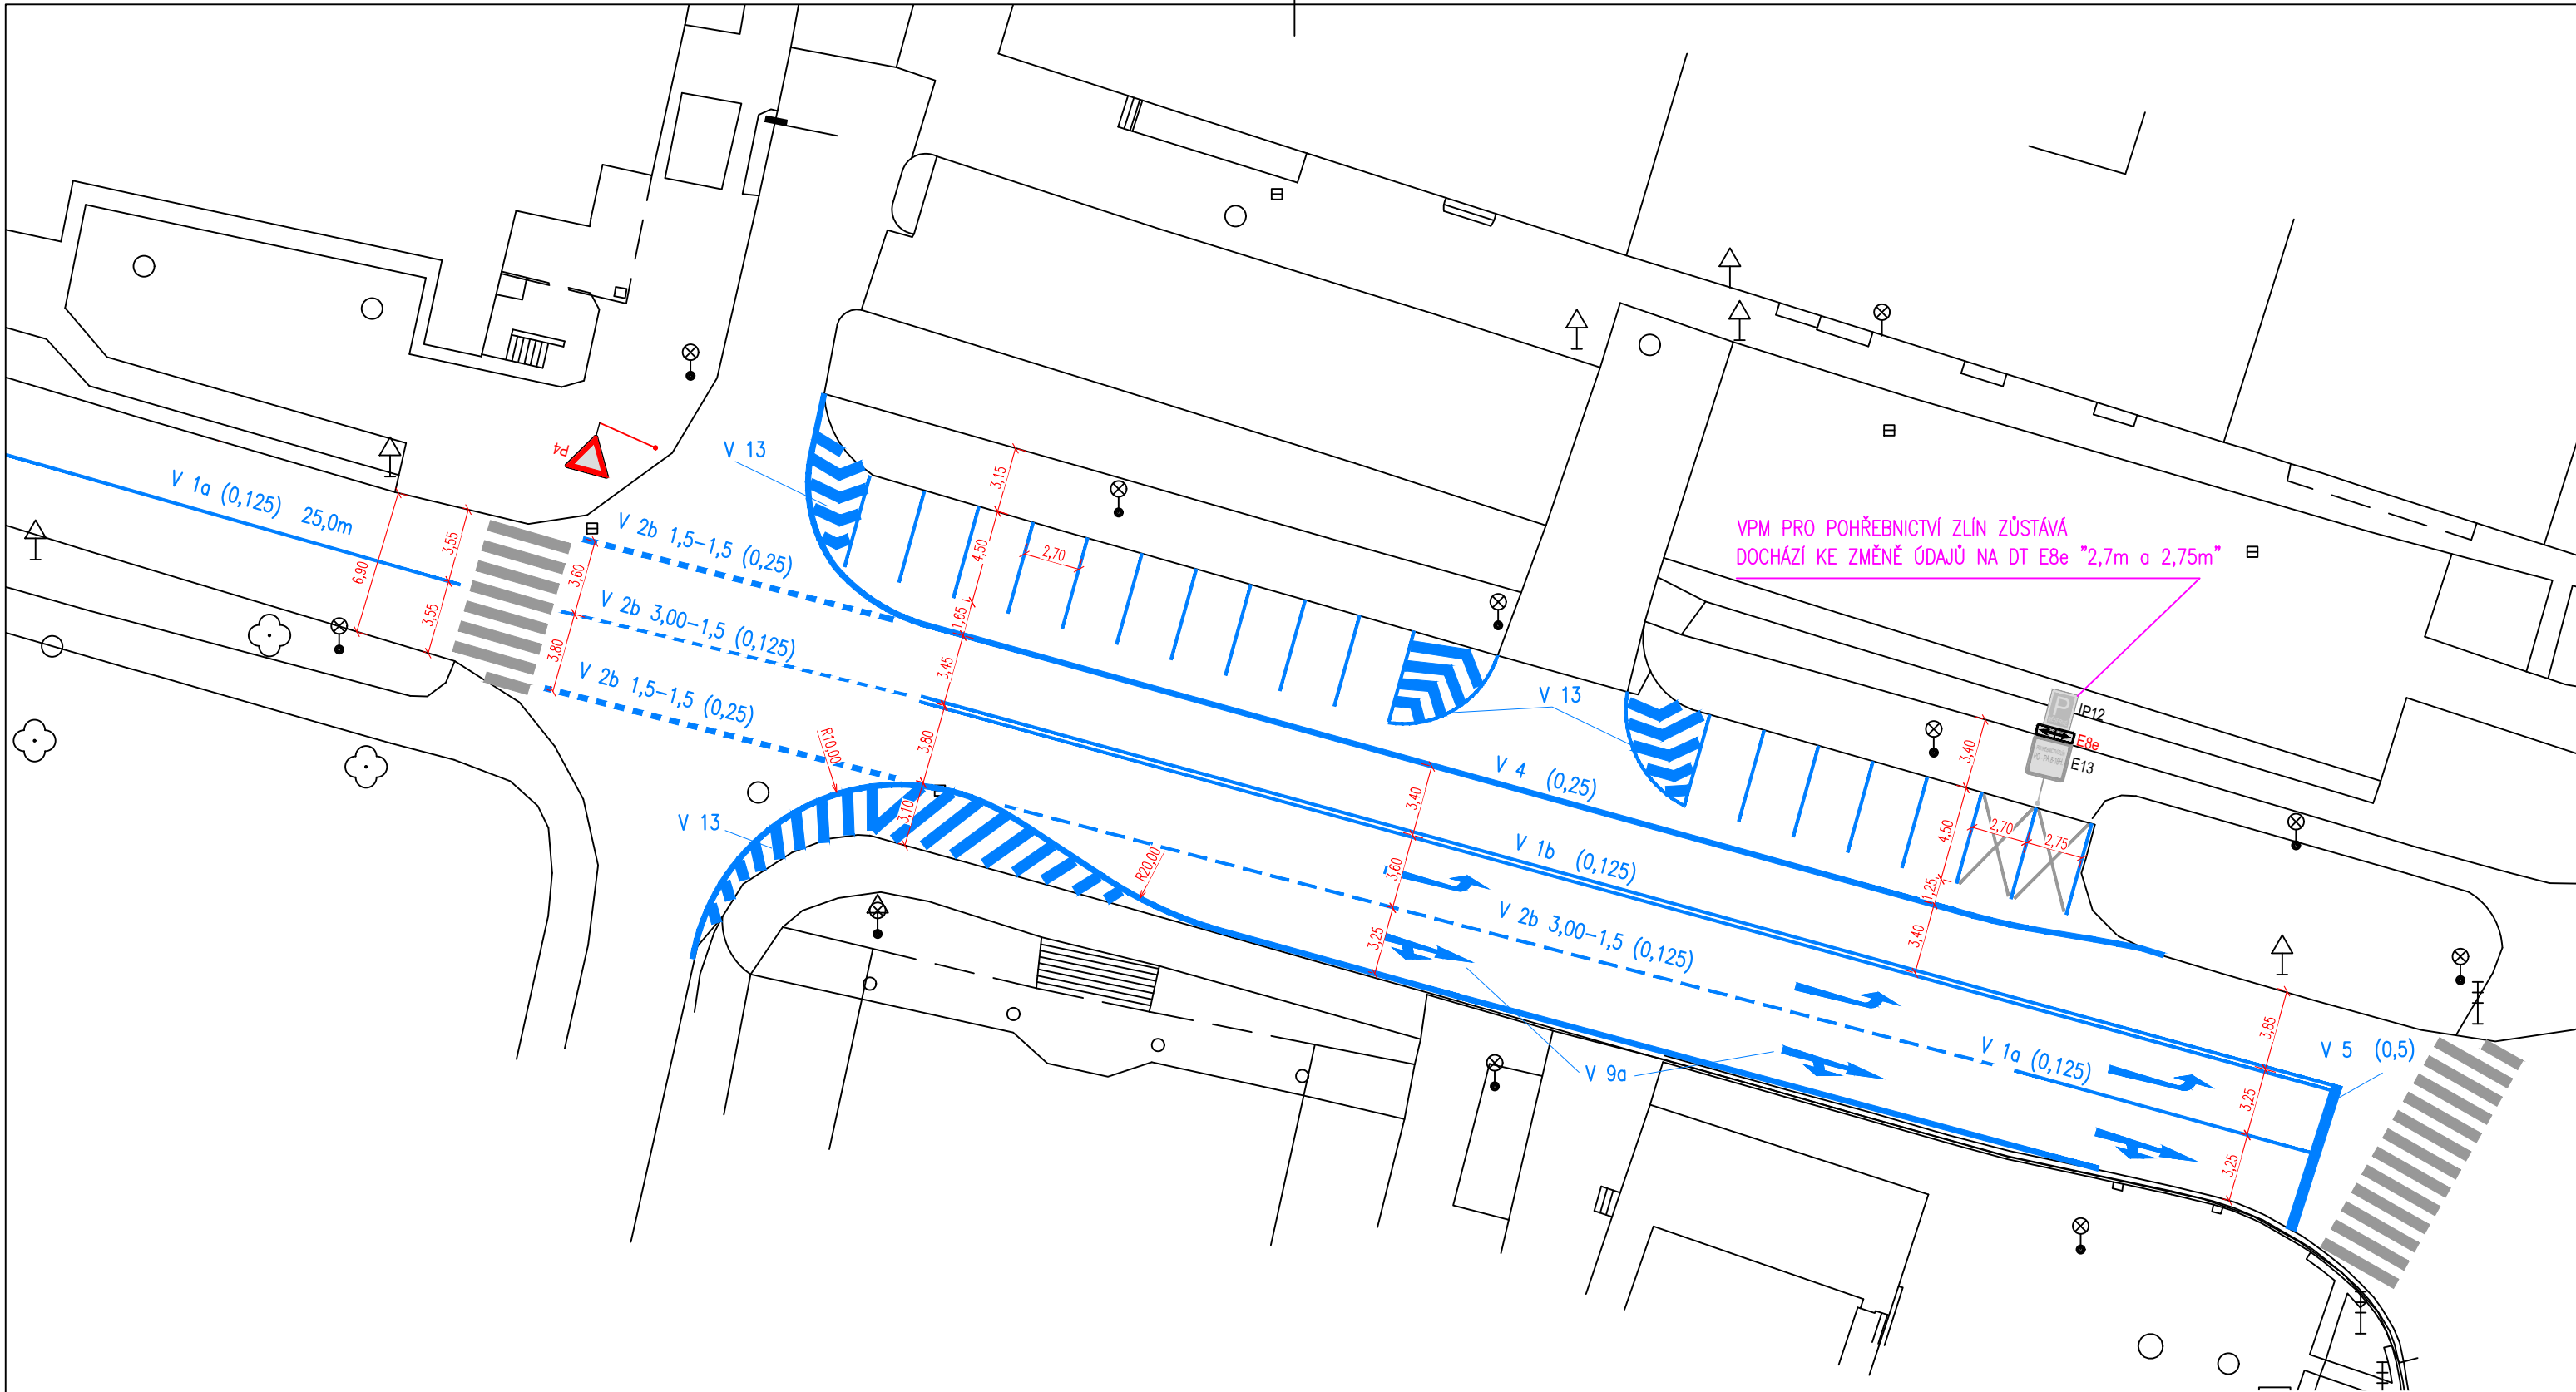 V 1a (0,125) 25,0m
6,90
3,55
3,55
P4
V 13
V 2b 1,5-1,5 (0,25)
3,60
V 2b 3,00-1,5 (0,125)
3,80
V 2b 1,5-1,5 (0,25)
3,15
4,50
2,70
1,65
3,45
3,80
3,10
R10,00
V 13
R20,00
VPM PRO POHŘEBNICTVÍ ZLÍN ZŮSTÁVÁ
DOCHÁZÍ KE ZMĚNĚ ÚDAJŮ NA DT E8e "2,7m a 2,75m"
V 13
P
IP12
E8e
E13
3,40
V 4 (0,25)
3,40
V 1b (0,125)
3,60
V 2b 3,00-1,5 (0,125)
3,25
4,50
2,70
2,75
1,25
3,40
V 9a
V 1a (0,125)
3,85
V 5 (0,5)
3,25
3,25